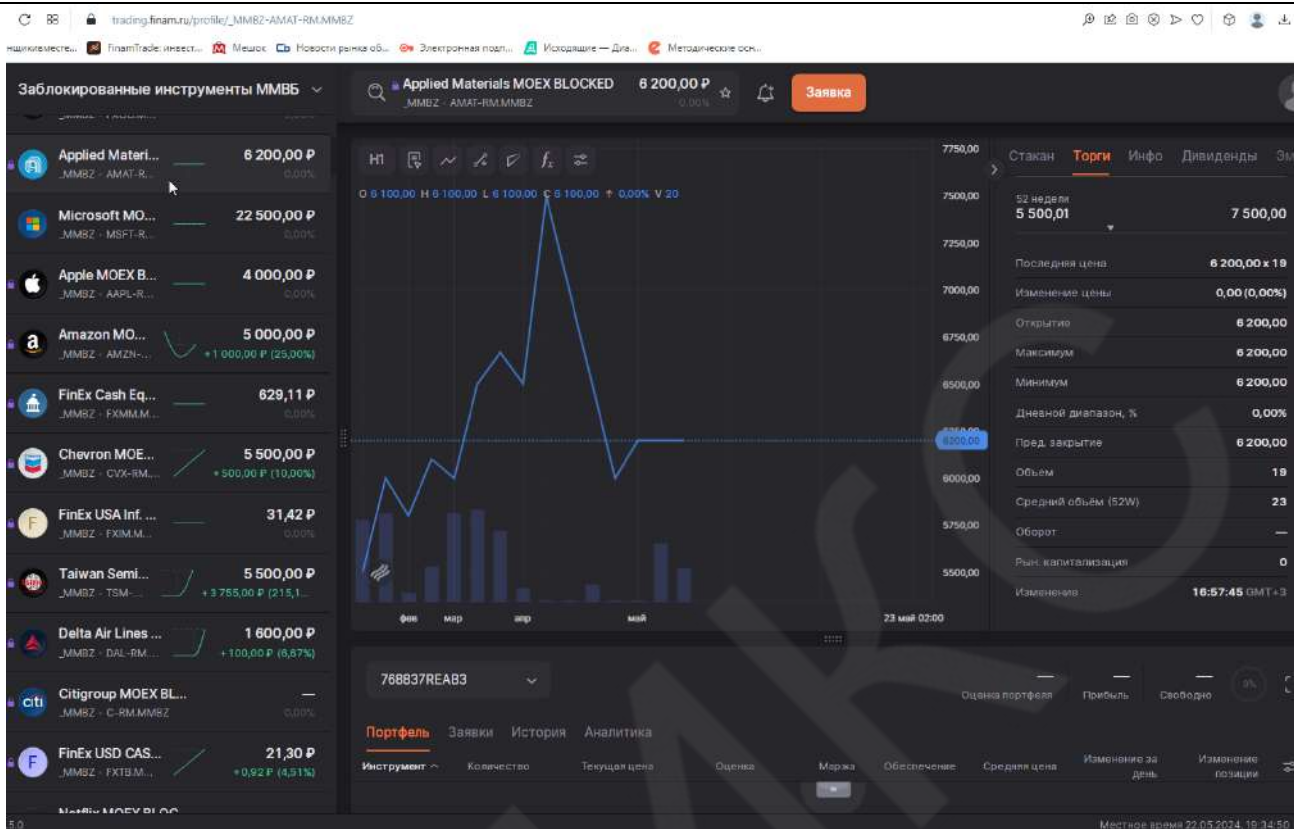 trading.finam.ru/profile/_MMBZ-AMAT-RM.MMBZ
FinamTrade: инвест... Мешок Новости рынка об... Электронная подп... Исходящие — Диа... Методические осн...
Заблокированные инструменты ММВБ
Applied Materi... 6 200,00 ₽
_MMBZ - AMAT-R... 0,00%
Microsoft MO... 22 500,00 ₽
_MMBZ - MSFT-R... 0,00%
Apple MOEX B... 4 000,00 ₽
_MMBZ - AAPL-R... 0,00%
Amazon MO... 5 000,00 ₽
_MMBZ - AMZN-... +1 000,00 ₽ (25,00%)
FinEx Cash Eq... 629,11 ₽
_MMBZ - FXMM.M... 0,00%
Chevron MOE... 5 500,00 ₽
_MMBZ - CVX-RM.... +500,00 ₽ (10,00%)
FinEx USA Inf. ... 31,42 ₽
_MMBZ - FXIM.M... 0,00%
Taiwan Semi... 5 500,00 ₽
_MMBZ - TSM-... +3 755,00 ₽ (215,1...
Delta Air Lines ... 1 600,00 ₽
_MMBZ - DAL-RM.... +100,00 ₽ (6,67%)
citi
Citigroup MOEX BL... —
_MMBZ - C-RM.MMBZ 0,00%
FinEx USD CAS... 21,30 ₽
_MMBZ - FXTB.M... +0,92 ₽ (4,51%)
Netflix MOEX BLOC
5.0
Applied Materials MOEX BLOCKED 6 200,00 ₽
_MMBZ - AMAT-RM.MMBZ 0,00%
Заявка
H1
O 6 100,00 H 6 100,00 L 6 100,00 C 6 100,00 0,00% V 20
7750,00
7500,00
7250,00
7000,00
6750,00
6500,00
6200,00
6000,00
5750,00
5500,00
фев мар апр май 23 май 02:00
Стакан Торги Инфо Дивиденды Эм
52 недели
5 500,01 7 500,00
Последняя цена 6 200,00 x 19
Изменение цены 0,00 (0,00%)
Открытие 6 200,00
Максимум 6 200,00
Минимум 6 200,00
Дневной диапазон, % 0,00%
Пред. закрытие 6 200,00
Объем 19
Средний объём (52W) 23
Оборот —
Рын. капитализация 0
Изменение 16:57:45 GMT+3
768837REAB3
Оценка портфеля Прибыль Свободно 0%
Портфель Заявки История Аналитика
Инструмент Количество Текущая цена Оценка Маржа Обеспечение Средняя цена Изменение за день Изменение позиции
Местное время 22.05.2024, 19:34:50
МКС